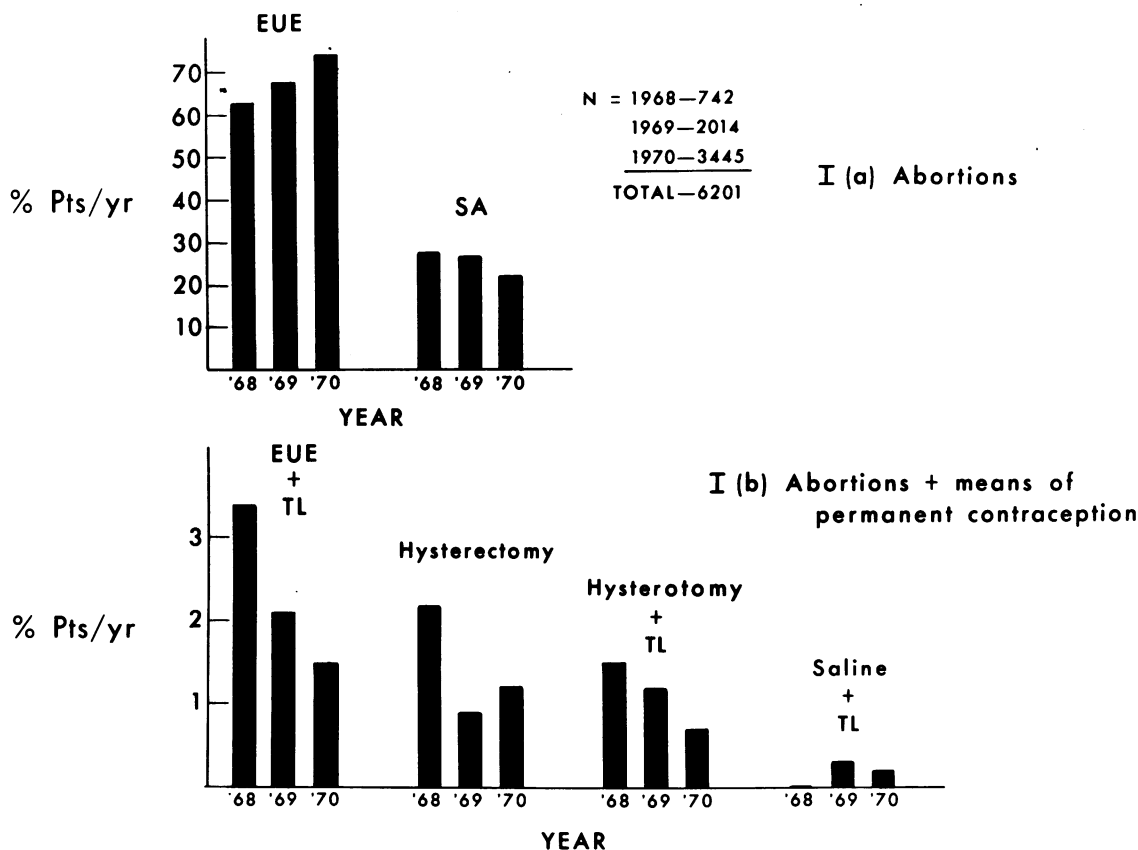 EUE
70
60
50
40
30
20
10
% Pts/yr
SA
'68 '69 '70
'68 '69 '70
YEAR
N = 1968—742
1969—2014
1970—3445
TOTAL—6201
I (a) Abortions
EUE
+
TL
3
2
1
% Pts/yr
Hysterectomy
Hysterotomy
+
TL
Saline
+
TL
'68 '69 '70
'68 '69 '70
'68 '69 '70
'68 '69 '70
YEAR
I (b) Abortions + means of
permanent contraception